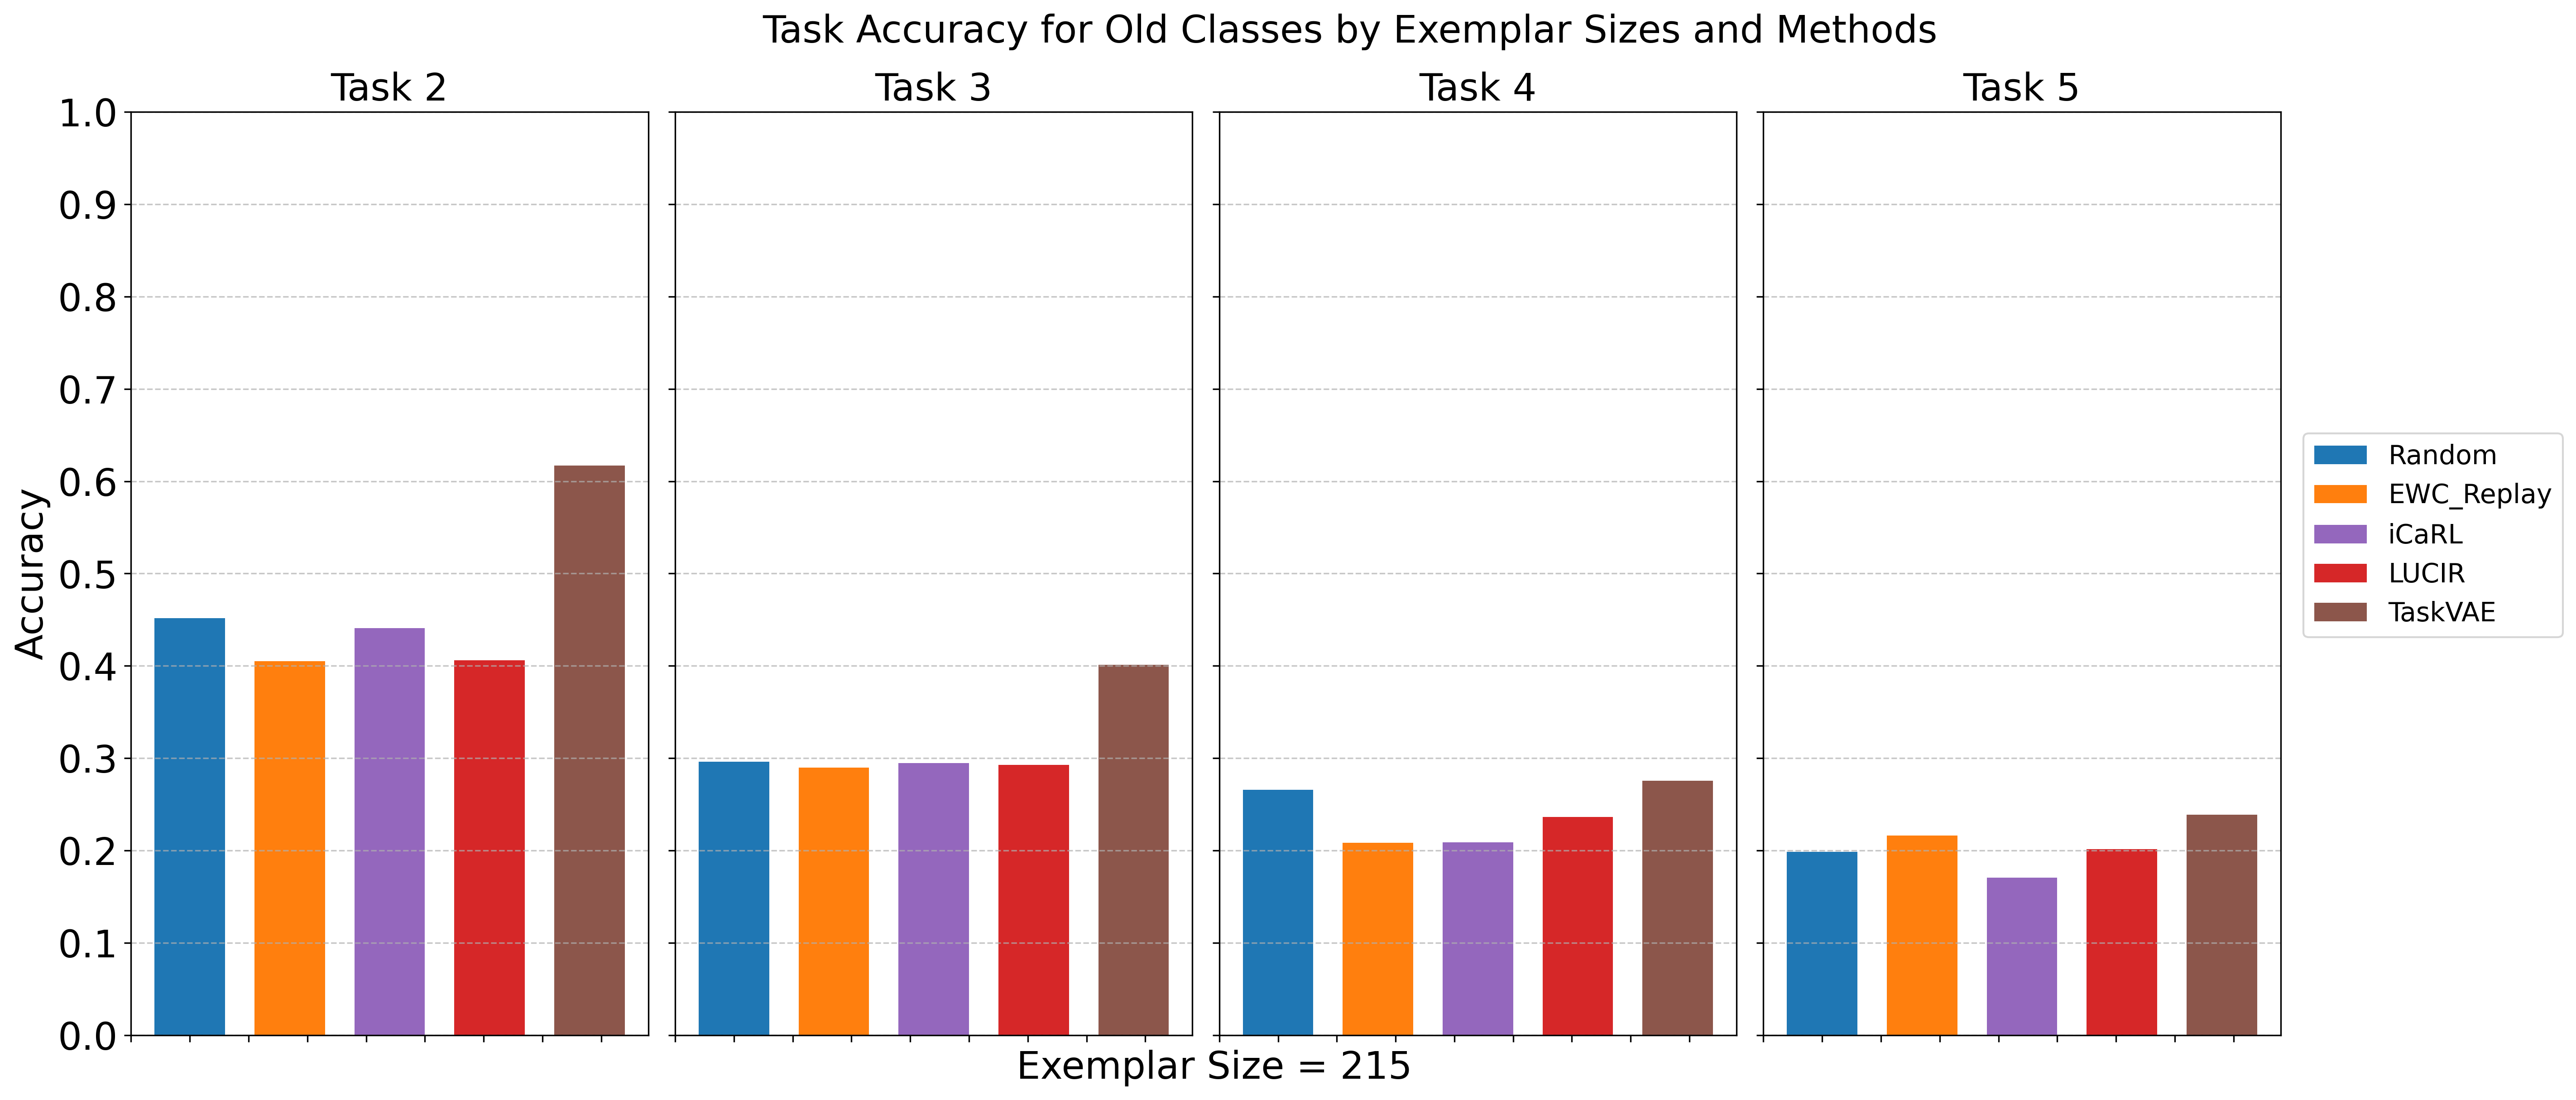 Task Accuracy for Old Classes by Exemplar Sizes and Methods
Task 2
Task 3
Task 4
Task 5
1.0
0.9
0.8
0.7
0.6
0.5
0.4
0.3
0.2
0.1
0.0
Accuracy
Exemplar Size = 215
Random
EWC_Replay
iCaRL
LUCIR
TaskVAE